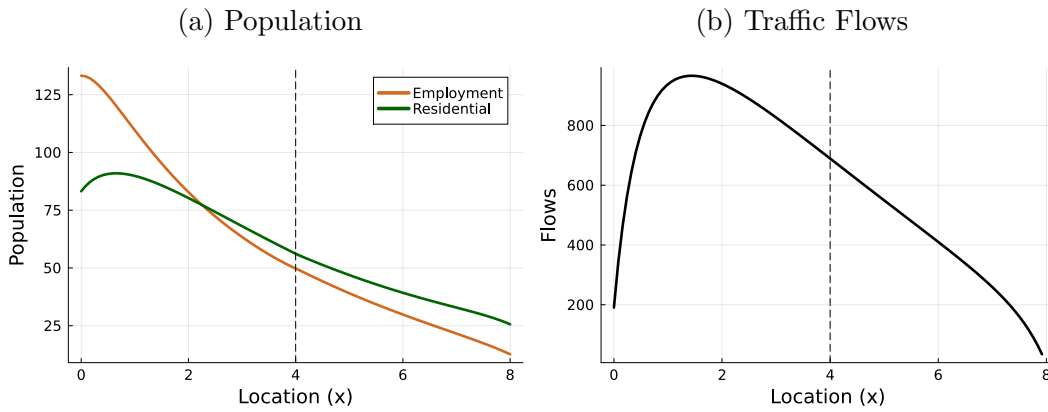 (a) Population
125
100
75
50
25
Population
0
2
4
6
8
Location (x)
Employment
Residential
(b) Traffic Flows
800
600
400
200
Flows
0
2
4
6
8
Location (x)